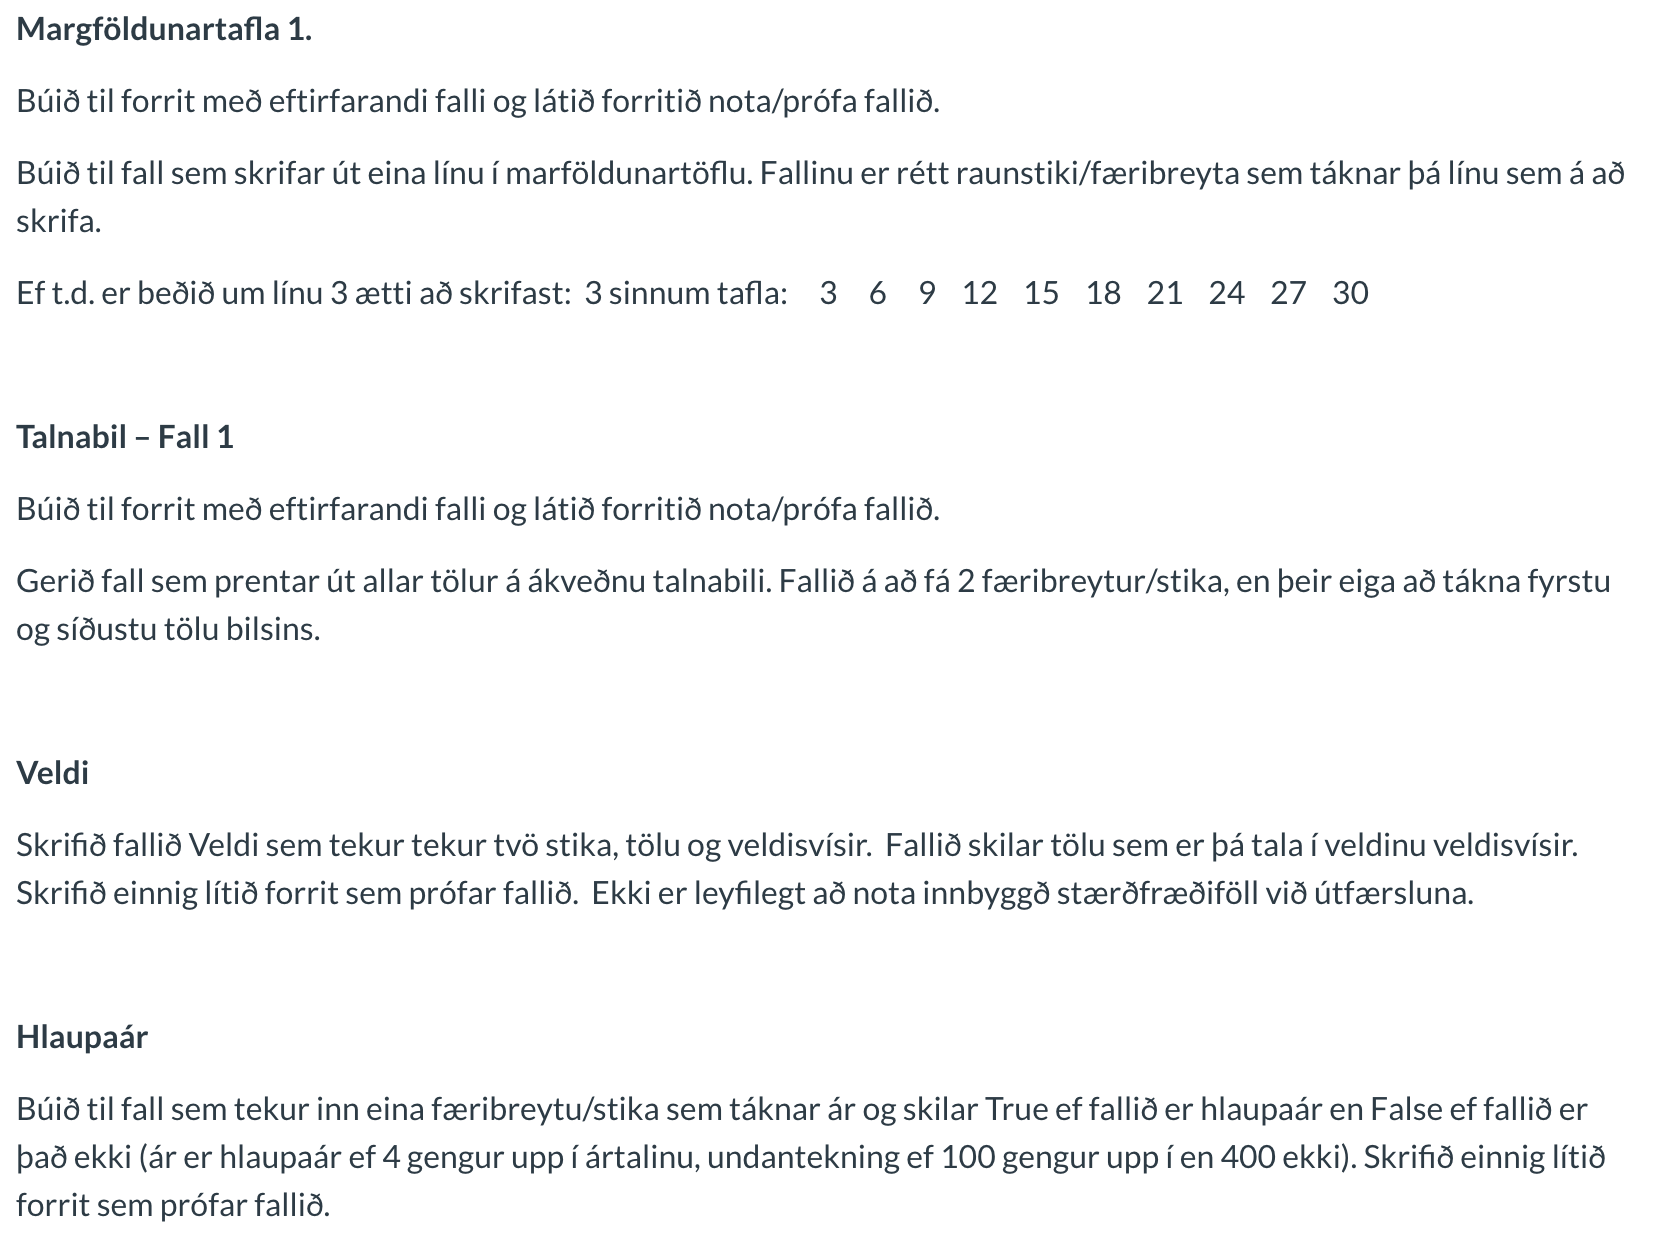 Margföldunartafla 1.
Búið til forrit með eftirfarandi falli og látið forritið nota/prófa fallið.
Búið til fall sem skrifar út eina línu í marföldunartöflu. Fallinu er rétt raunstiki/færibreyta sem táknar þá línu sem á að
skrifa.
Ef t.d. er beðið um línu 3 ætti að skrifast:  3 sinnum tafla:    3    6    9   12   15   18   21   24   27   30
Talnabil – Fall 1
Búið til forrit með eftirfarandi falli og látið forritið nota/prófa fallið.
Gerið fall sem prentar út allar tölur á ákveðnu talnabili. Fallið á að fá 2 færibreytur/stika, en þeir eiga að tákna fyrstu
og síðustu tölu bilsins.
Veldi
Skrifið fallið Veldi sem tekur tekur tvö stika, tölu og veldisvísir.  Fallið skilar tölu sem er þá tala í veldinu veldisvísir.
Skrifið einnig lítið forrit sem prófar fallið.  Ekki er leyfilegt að nota innbyggð stærðfræðiföll við útfærsluna.
Hlaupaár
Búið til fall sem tekur inn eina færibreytu/stika sem táknar ár og skilar True ef fallið er hlaupaár en False ef fallið er
það ekki (ár er hlaupaár ef 4 gengur upp í ártalinu, undantekning ef 100 gengur upp í en 400 ekki). Skrifið einnig lítið
forrit sem prófar fallið.